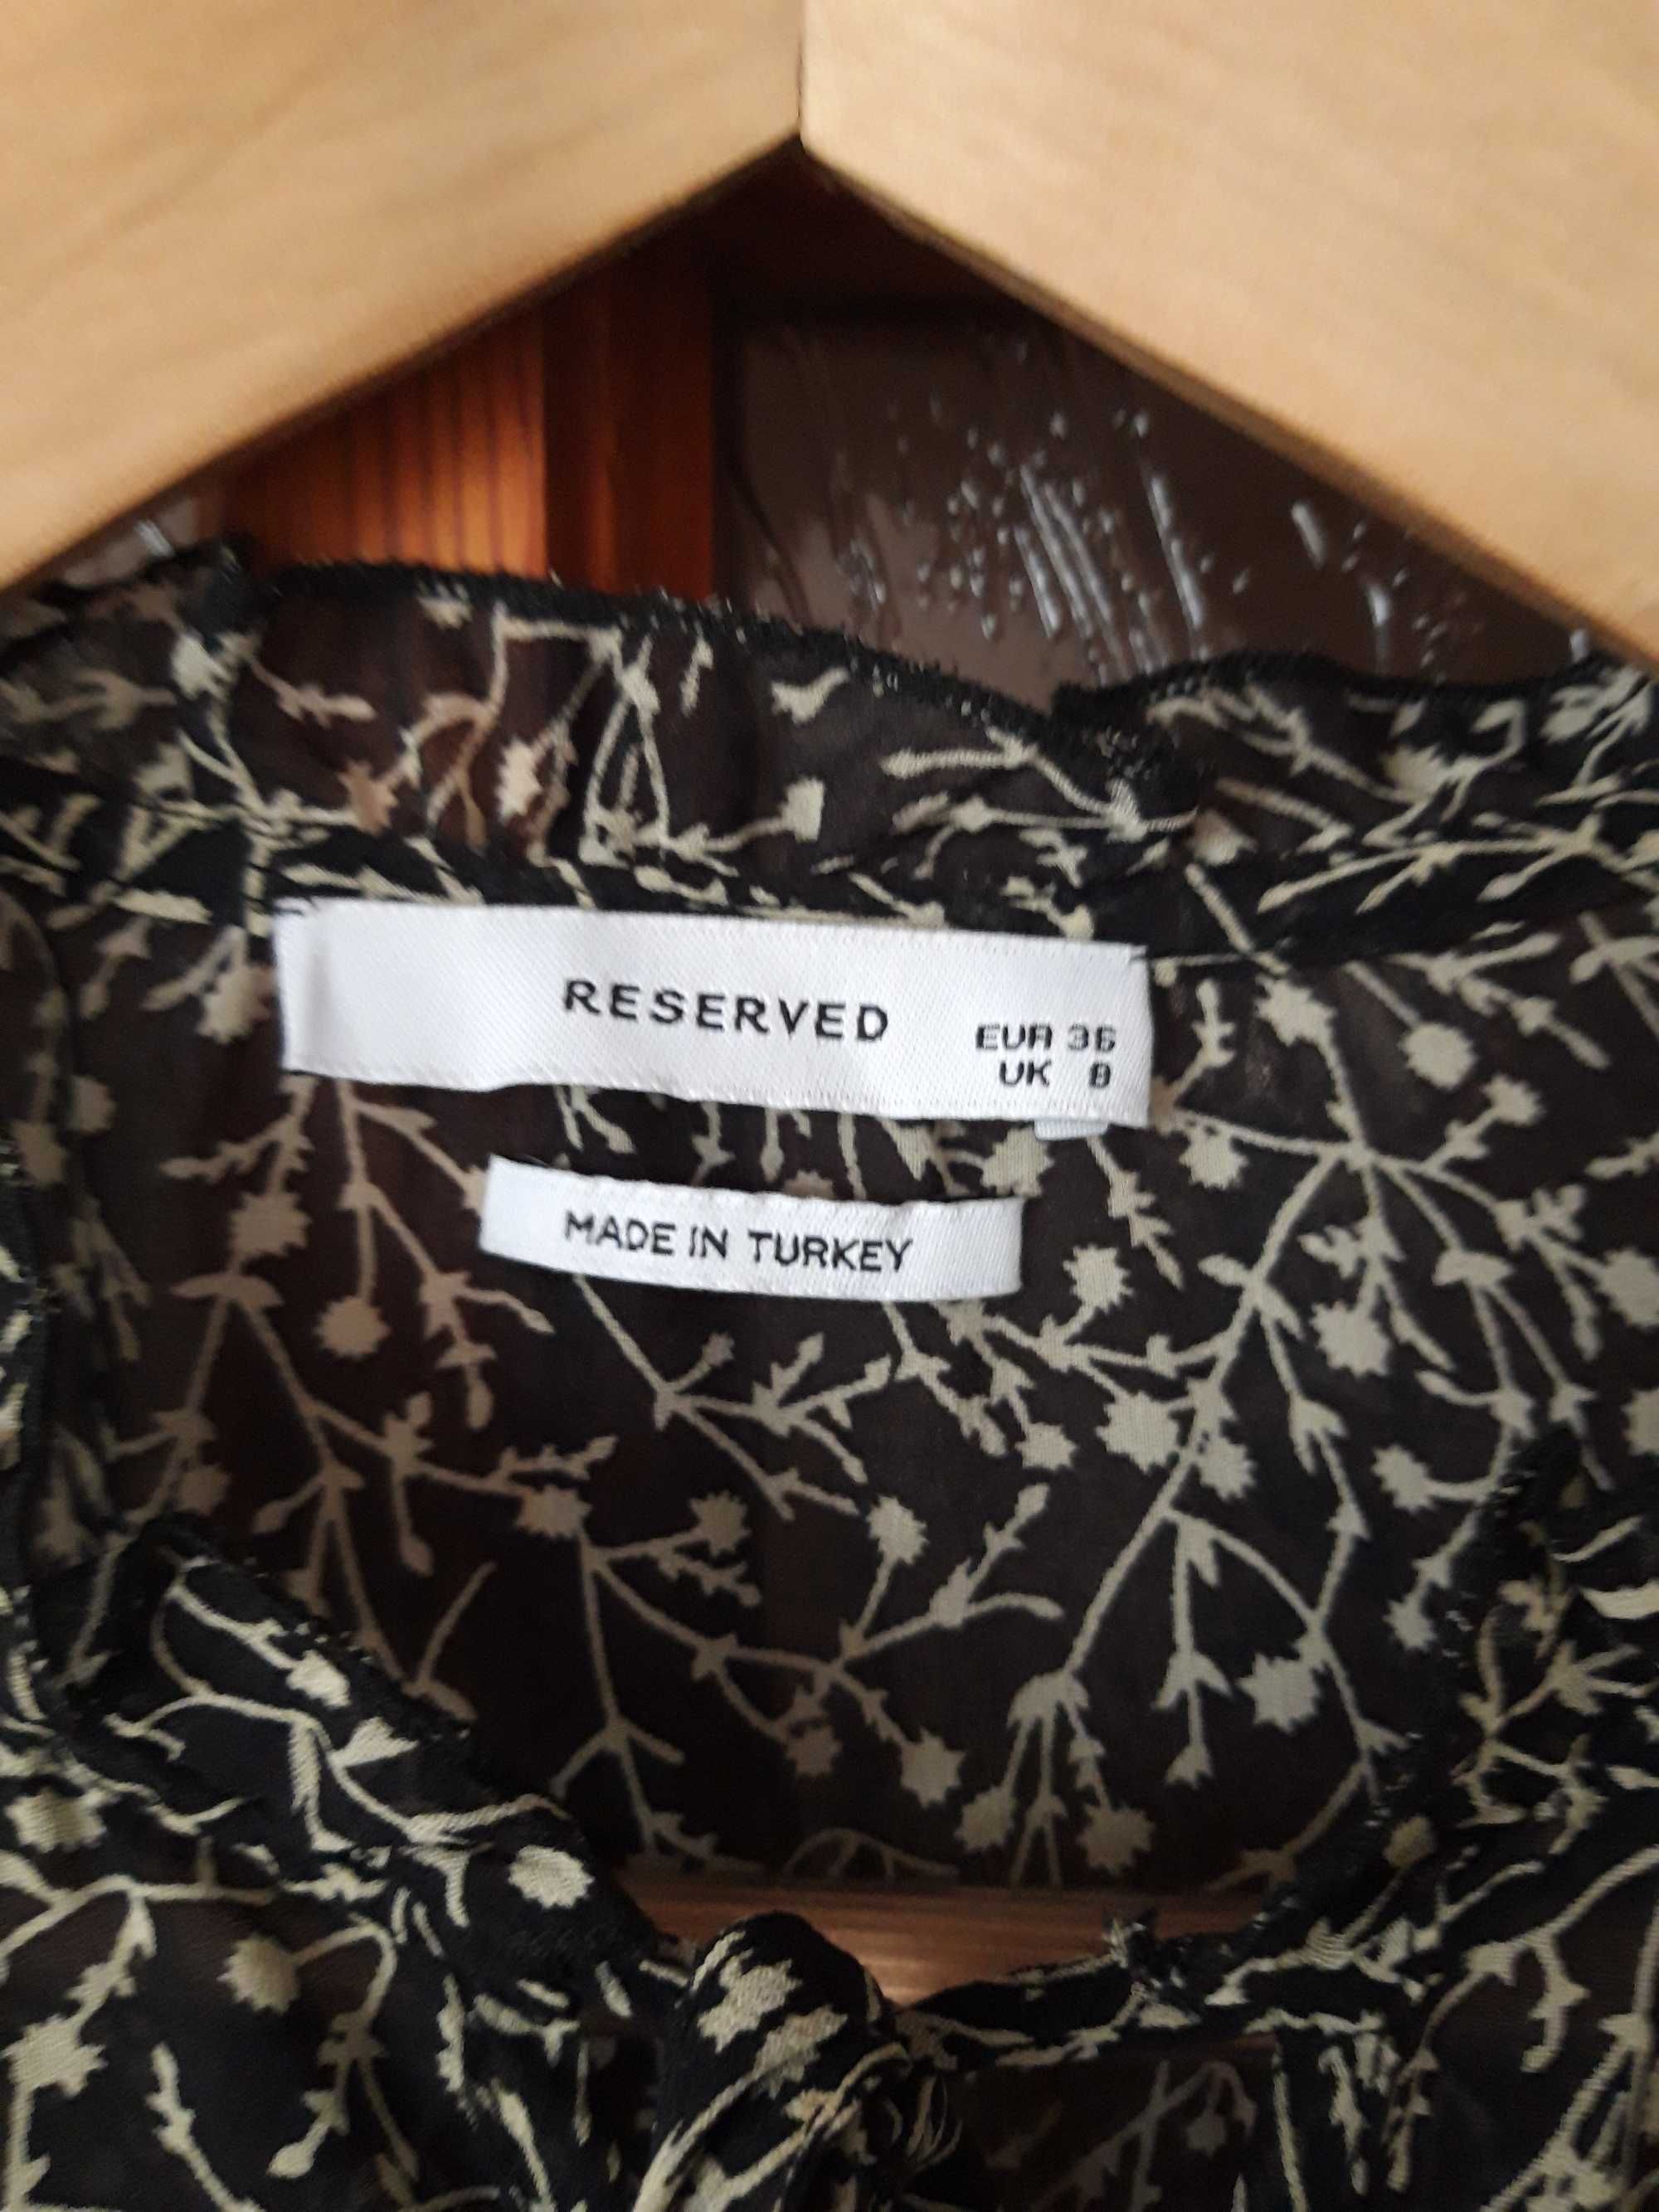 RESERVED
EUR 36
UK 8
MADE IN TURKEY